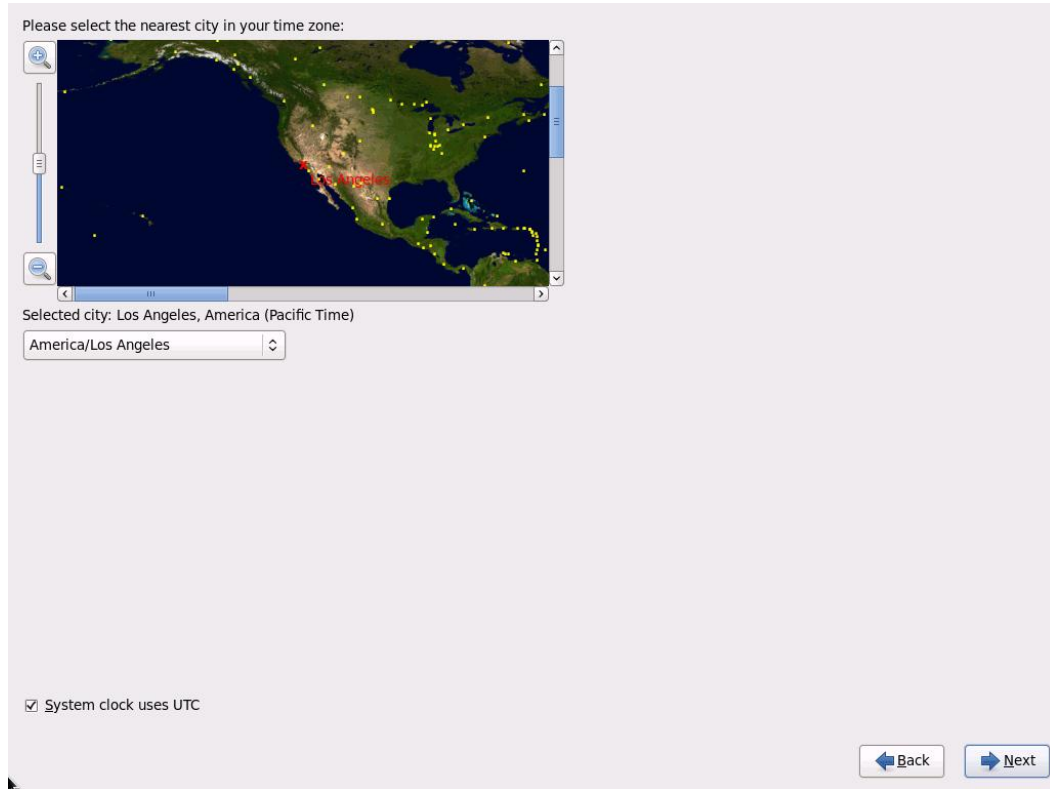 Please select the nearest city in your time zone:
Los Angeles
Selected city: Los Angeles, America (Pacific Time)
America/Los Angeles
System clock uses UTC
Back
Next